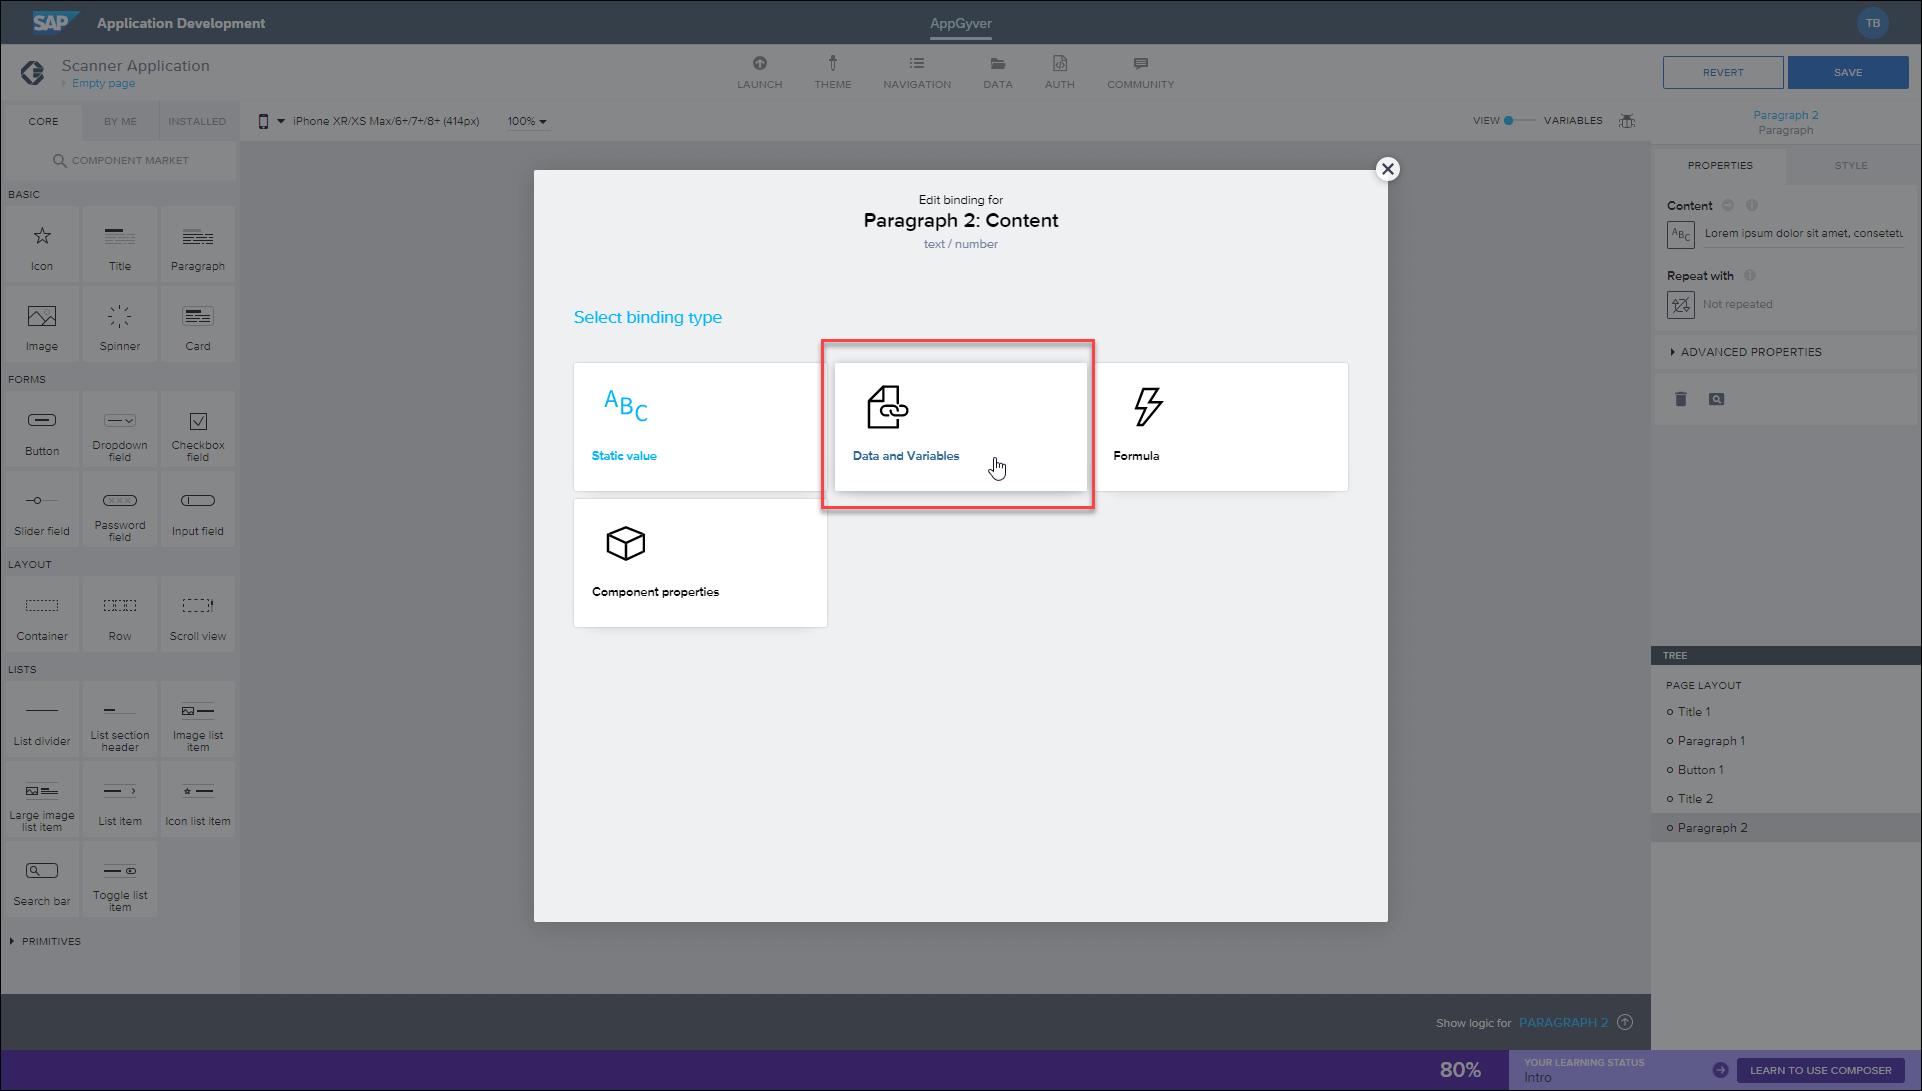 SAP Application Development
AppGyver
TB
Scanner Application
Empty page
LAUNCH
THEME
NAVIGATION
DATA
AUTH
COMMUNITY
REVERT
SAVE
CORE
BY ME
INSTALLED
iPhone XR/XS Max/6+/7+/8+ (414px)
100%
VIEW
VARIABLES
COMPONENT MARKET
BASIC
Icon
Title
Paragraph
Image
Spinner
Card
FORMS
Button
Dropdown
field
Checkbox
field
Slider field
Password
field
Input field
LAYOUT
Container
Row
Scroll view
LISTS
List divider
List section
header
Image list
item
Large image
list item
List item
Icon list item
Search bar
Toggle list
item
PRIMITIVES
Edit binding for
Paragraph 2: Content
text / number
Select binding type
ABC
Static value
Data and Variables
Formula
Component properties
Paragraph 2
Paragraph
PROPERTIES
STYLE
Content
ABC
Lorem ipsum dolor sit amet, consetetu
Repeat with
Not repeated
ADVANCED PROPERTIES
TREE
PAGE LAYOUT
Title 1
Paragraph 1
Button 1
Title 2
Paragraph 2
Show logic for PARAGRAPH 2
80%
YOUR LEARNING STATUS
Intro
LEARN TO USE COMPOSER